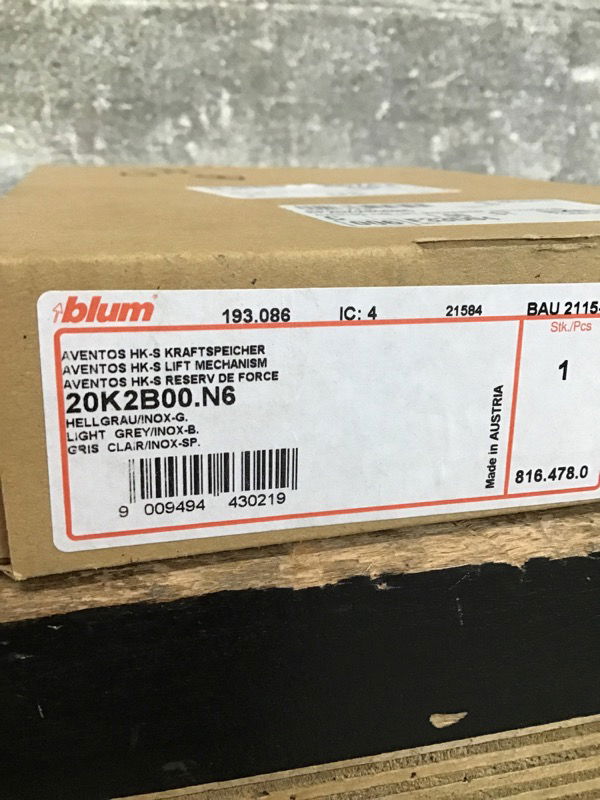 blum
193.086 IC: 4 21584 BAU 2115-
Stk./Pcs
AVENTOS HK-S KRAFTSPEICHER
AVENTOS HK-S LIFT MECHANISM
AVENTOS HK-S RESERV DE FORCE
20K2B00.N6
1
HELLGRAU/INOX-G.
LIGHT GREY/INOX-B.
GRIS CLAIR/INOX-SP.
Made in AUSTRIA
816.478.0
9 009494 430219